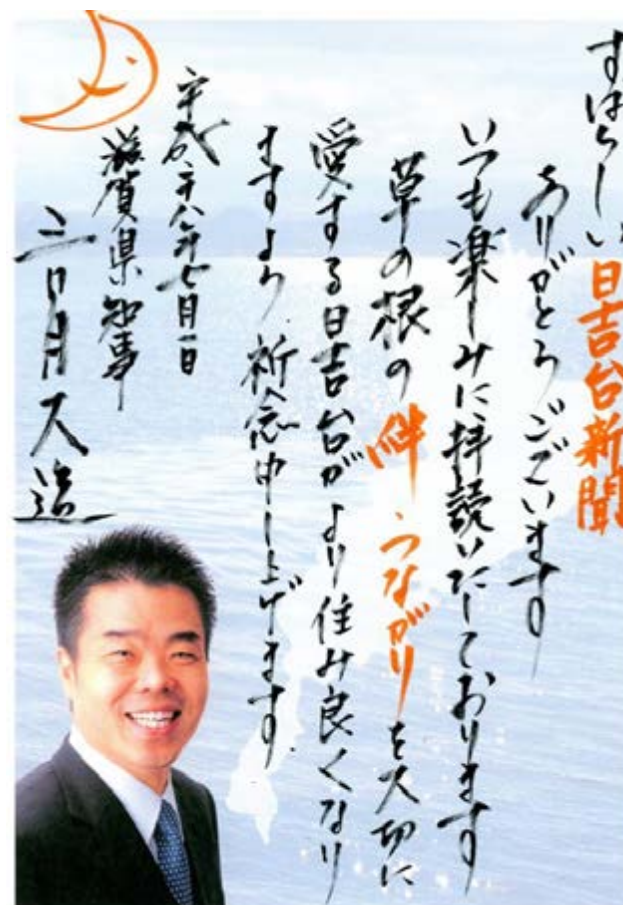 すばらしい日吉台新聞
ありがとうございます
いつも楽しみに拝読いたしております
草の根の絆、つながりを大切に
愛する日吉台がより住み良くなり
ますよう祈念申し上げます。
平成二十八年七月一日
滋賀県知事
三日月大造